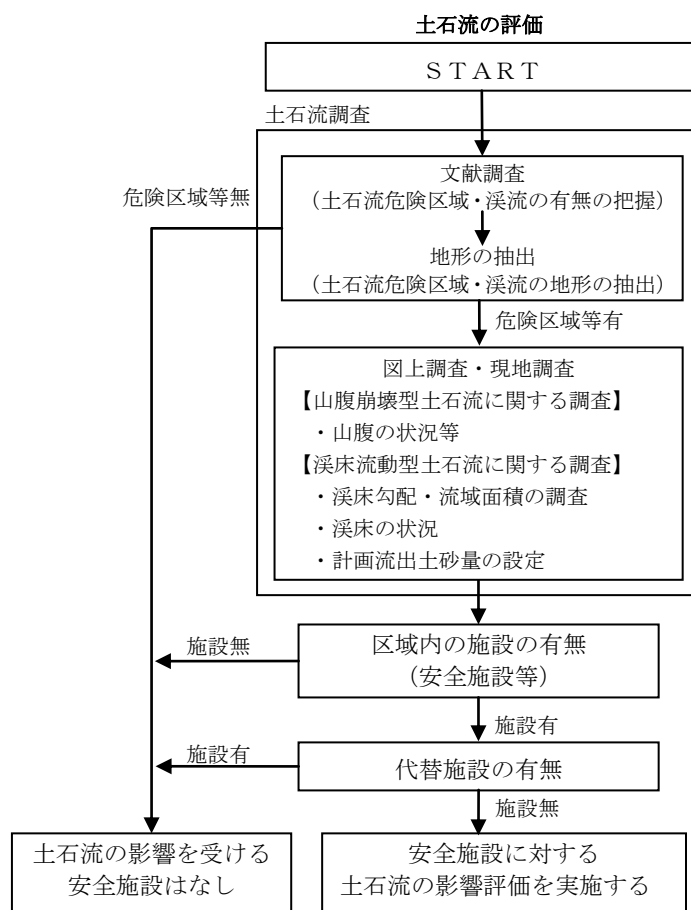 土石流の評価
ＳＴＡＲＴ
土石流調査
文献調査
（土石流危険区域・渓流の有無の把握）
危険区域等無
地形の抽出
（土石流危険区域・渓流の地形の抽出）
危険区域等有
図上調査・現地調査
【山腹崩壊型土石流に関する調査】
・山腹の状況等
【渓床流動型土石流に関する調査】
・渓床勾配・流域面積の調査
・渓床の状況
・計画流出土砂量の設定
施設無
区域内の施設の有無
（安全施設等）
施設有
施設有
代替施設の有無
施設無
土石流の影響を受ける
安全施設はなし
安全施設に対する
土石流の影響評価を実施する